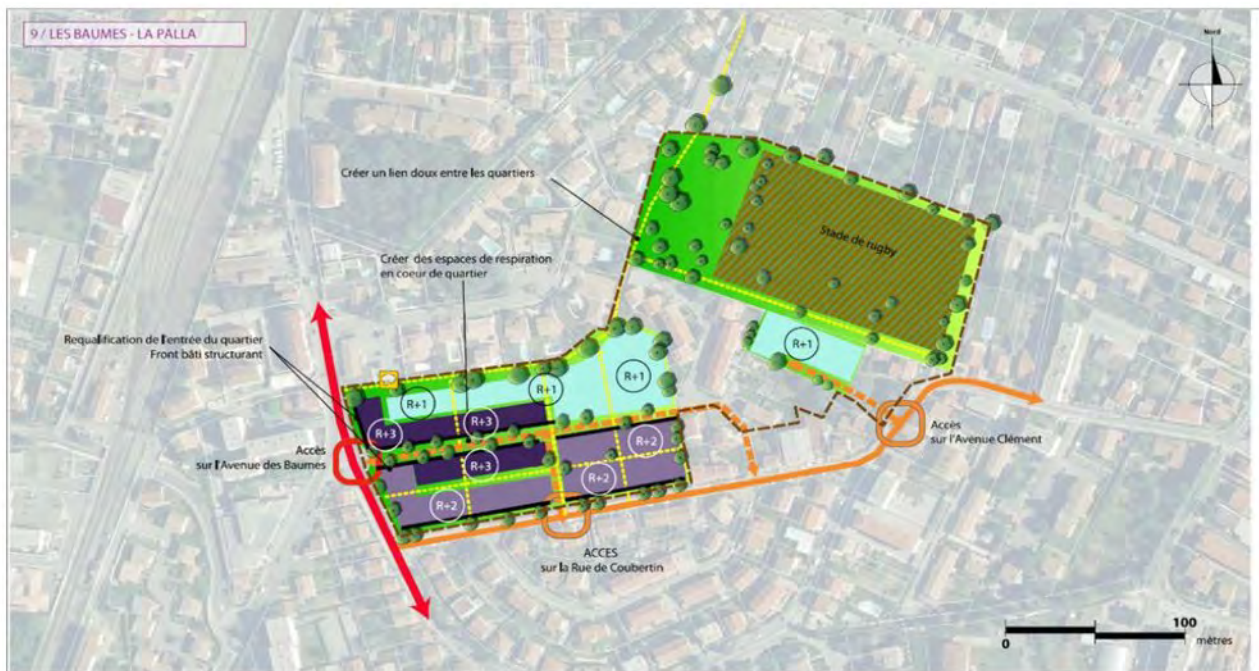 9 / LES BAUMES - LA PALLA
Nord
Créer un lien doux entre les quartiers
Stade de rugby
Créer des espaces de respiration
en coeur de quartier
Requalification de l'entrée du quartier
Front bâti structurant
R+1
R+1
R+1
R+1
R+3
R+3
R+3
R+2
R+2
R+2
Accès
sur l'Avenue des Baumes
Accès
sur l'Avenue Clément
ACCES
sur la Rue de Coubertin
100
0
mètres